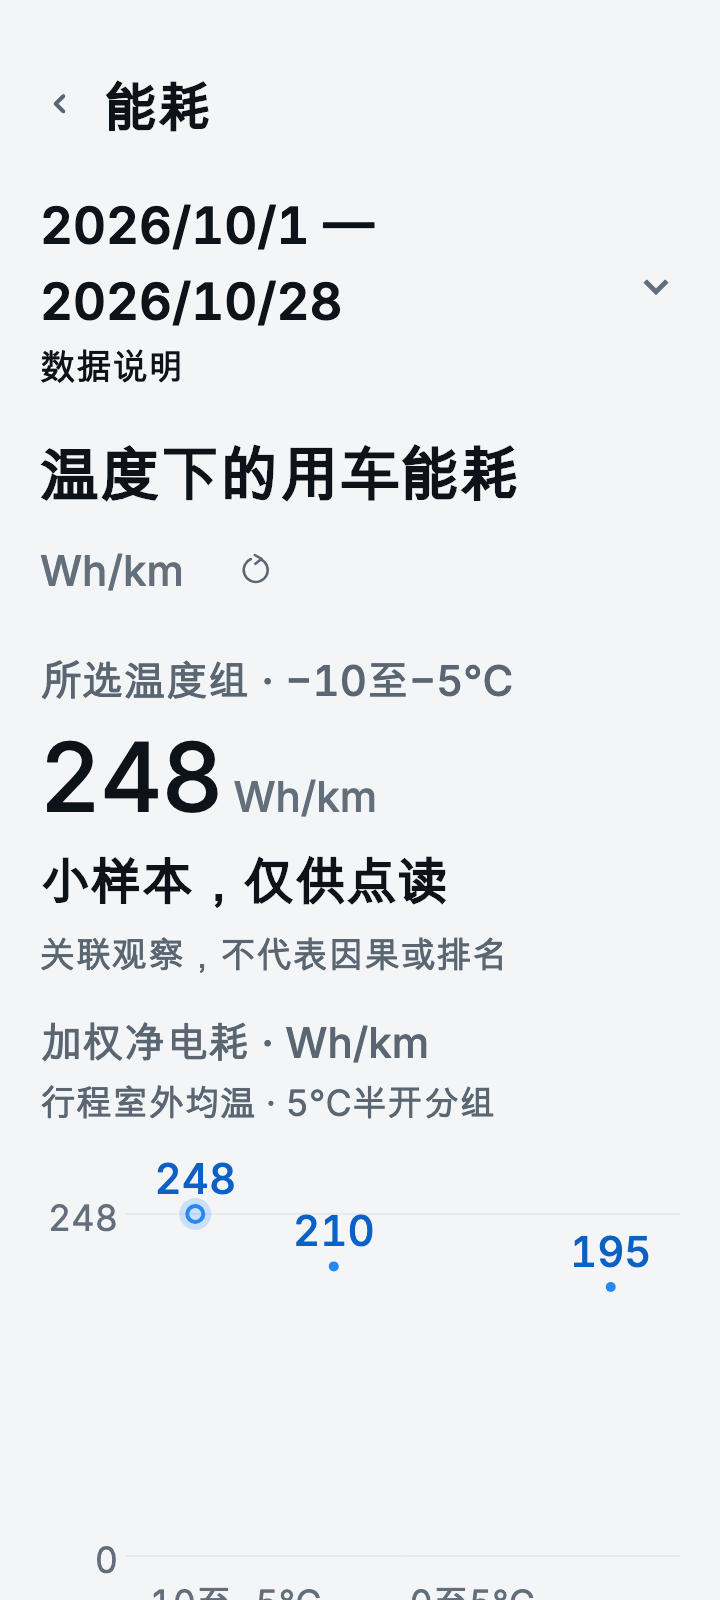 能耗
2026/10/1 —
2026/10/28
数据说明
温度下的用车能耗
Wh/km
所选温度组 · −10至−5°C
248 Wh/km
小样本，仅供点读
关联观察，不代表因果或排名
加权净电耗 · Wh/km
行程室外均温 · 5°C半开分组
248
248
210
195
0